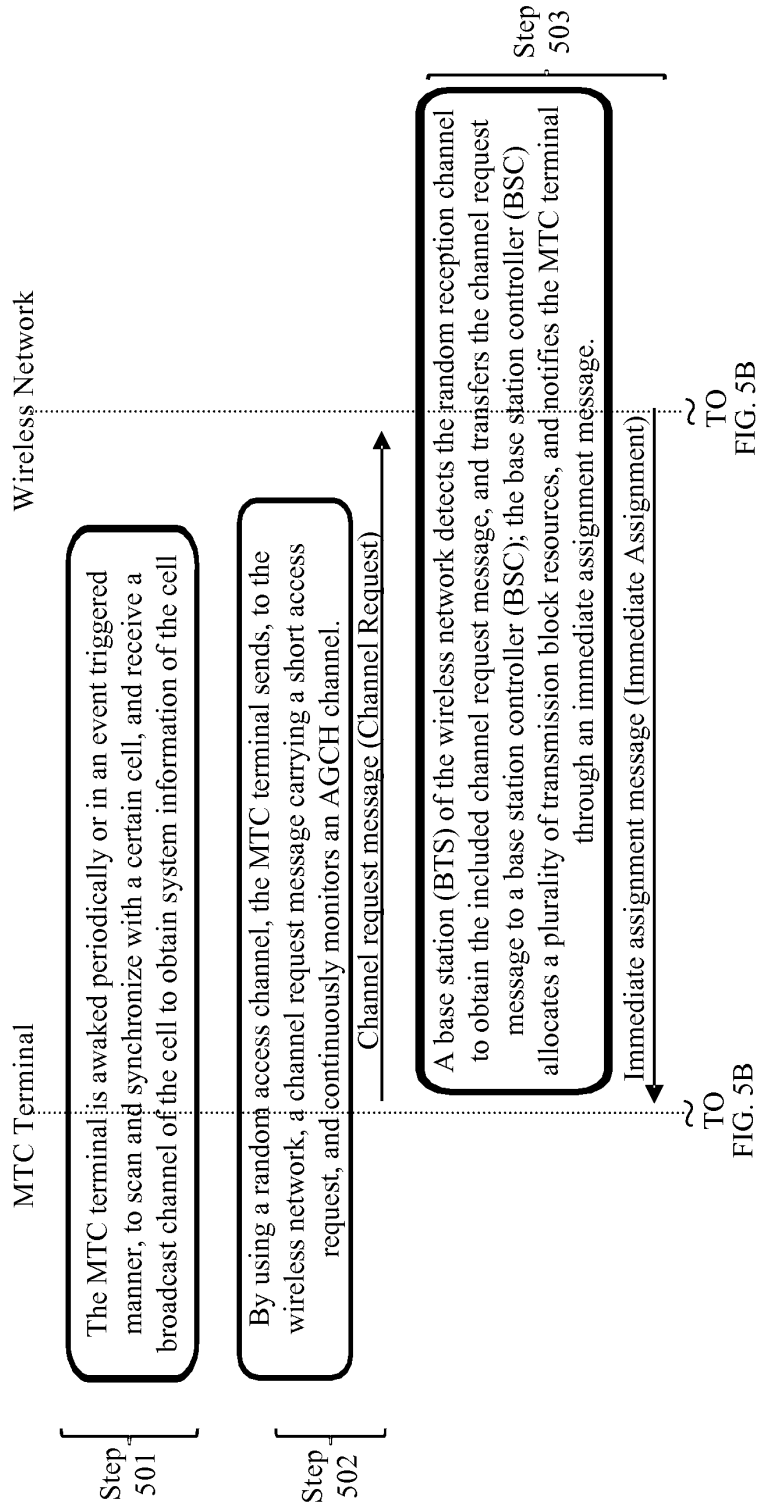 MTC Terminal
Wireless Network
Step
501
The MTC terminal is awaked periodically or in an event triggered
manner, to scan and synchronize with a certain cell, and receive a
broadcast channel of the cell to obtain system information of the cell
Step
502
By using a random access channel, the MTC terminal sends, to the
wireless network, a channel request message carrying a short access
request, and continuously monitors an AGCH channel.
Channel request message (Channel Request)
A base station (BTS) of the wireless network detects the random reception channel
to obtain the included channel request message, and transfers the channel request
message to a base station controller (BSC); the base station controller (BSC)
allocates a plurality of transmission block resources, and notifies the MTC terminal
through an immediate assignment message.
Step
503
Immediate assignment message (Immediate Assignment)
TO
FIG. 5B
TO
FIG. 5B